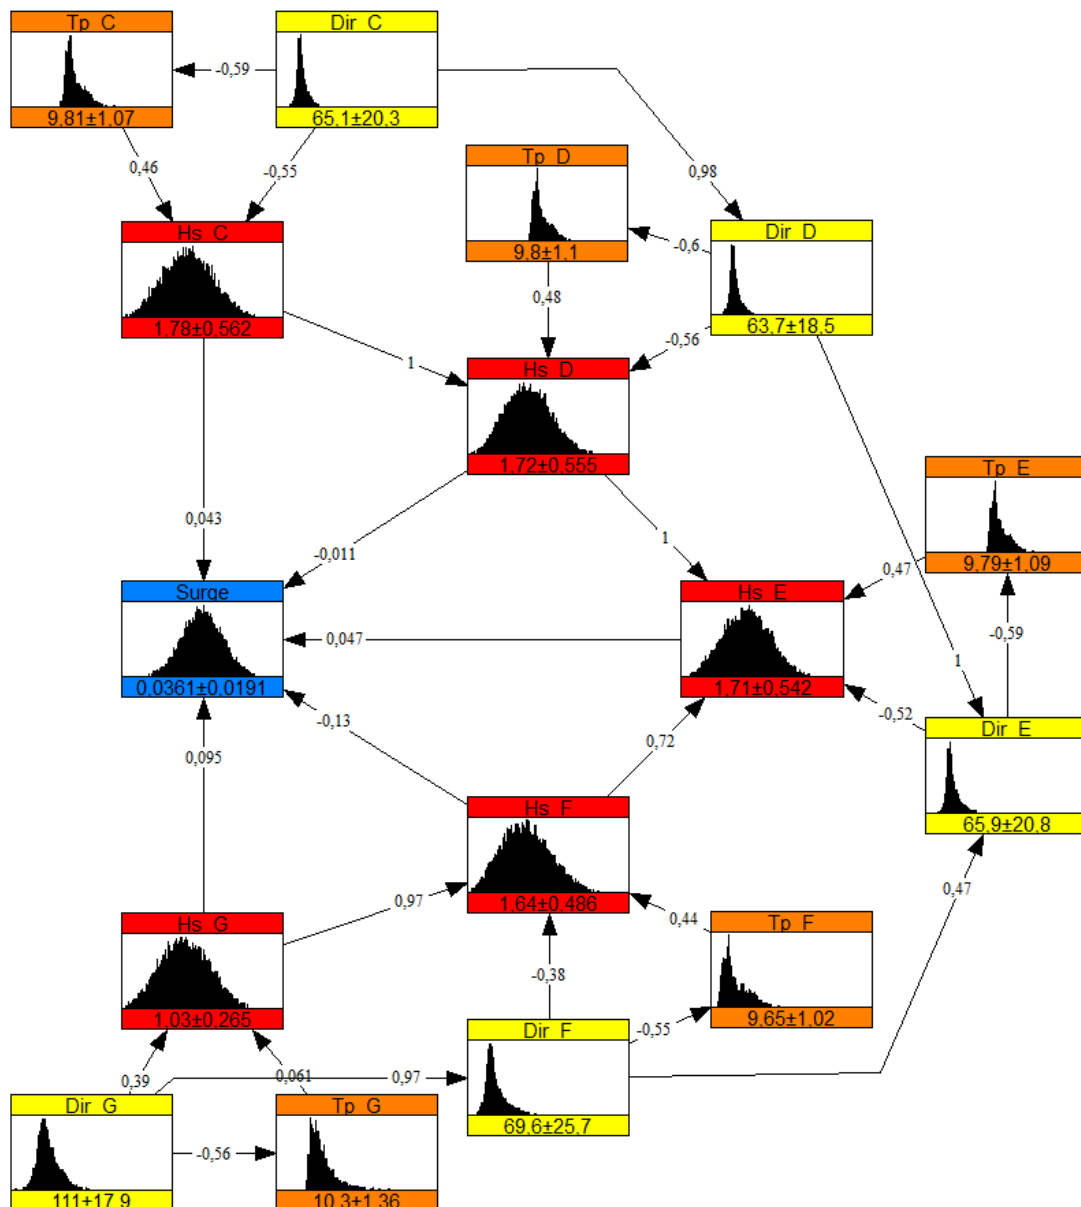 Tp_C
Dir_C
-0,59
9,81±1,07
65,1±20,3
0,46
-0,55
0,98
Tp_D
9,8±1,1
Hs_C
1,78±0,562
Dir_D
-0,6
63,7±18,5
0,48
-0,56
1
Hs_D
1,72±0,555
0,043
-0,011
1
Tp_E
9,79±1,09
0,47
Surge
0,0361±0,0191
0,047
Hs_E
1,71±0,542
-0,59
1
-0,52
Dir_E
65,9±20,8
-0,13
0,72
0,095
Hs_F
1,64±0,486
0,97
0,47
0,44
Hs_G
1,03±0,265
Tp_F
9,65±1,02
-0,38
-0,55
Dir_F
69,6±25,7
0,39
0,061
0,97
Dir_G
Tp_G
-0,56
111±17,9
10,3±1,36